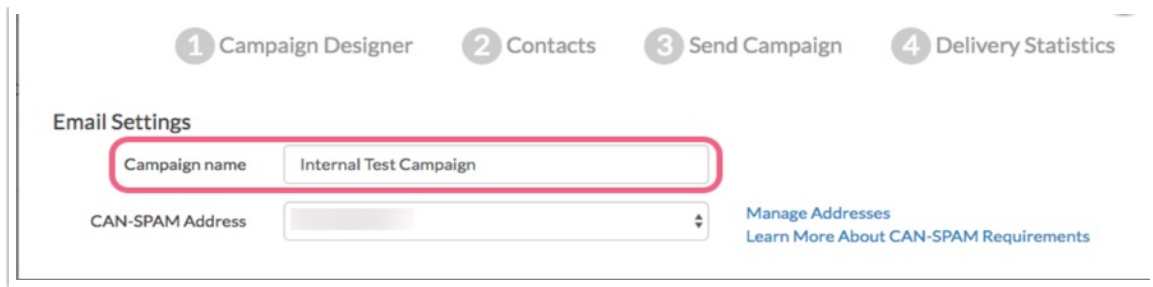 1 Campaign Designer 2 Contacts 3 Send Campaign 4 Delivery Statistics
Email Settings
Campaign name Internal Test Campaign
CAN-SPAM Address Manage Addresses
Learn More About CAN-SPAM Requirements